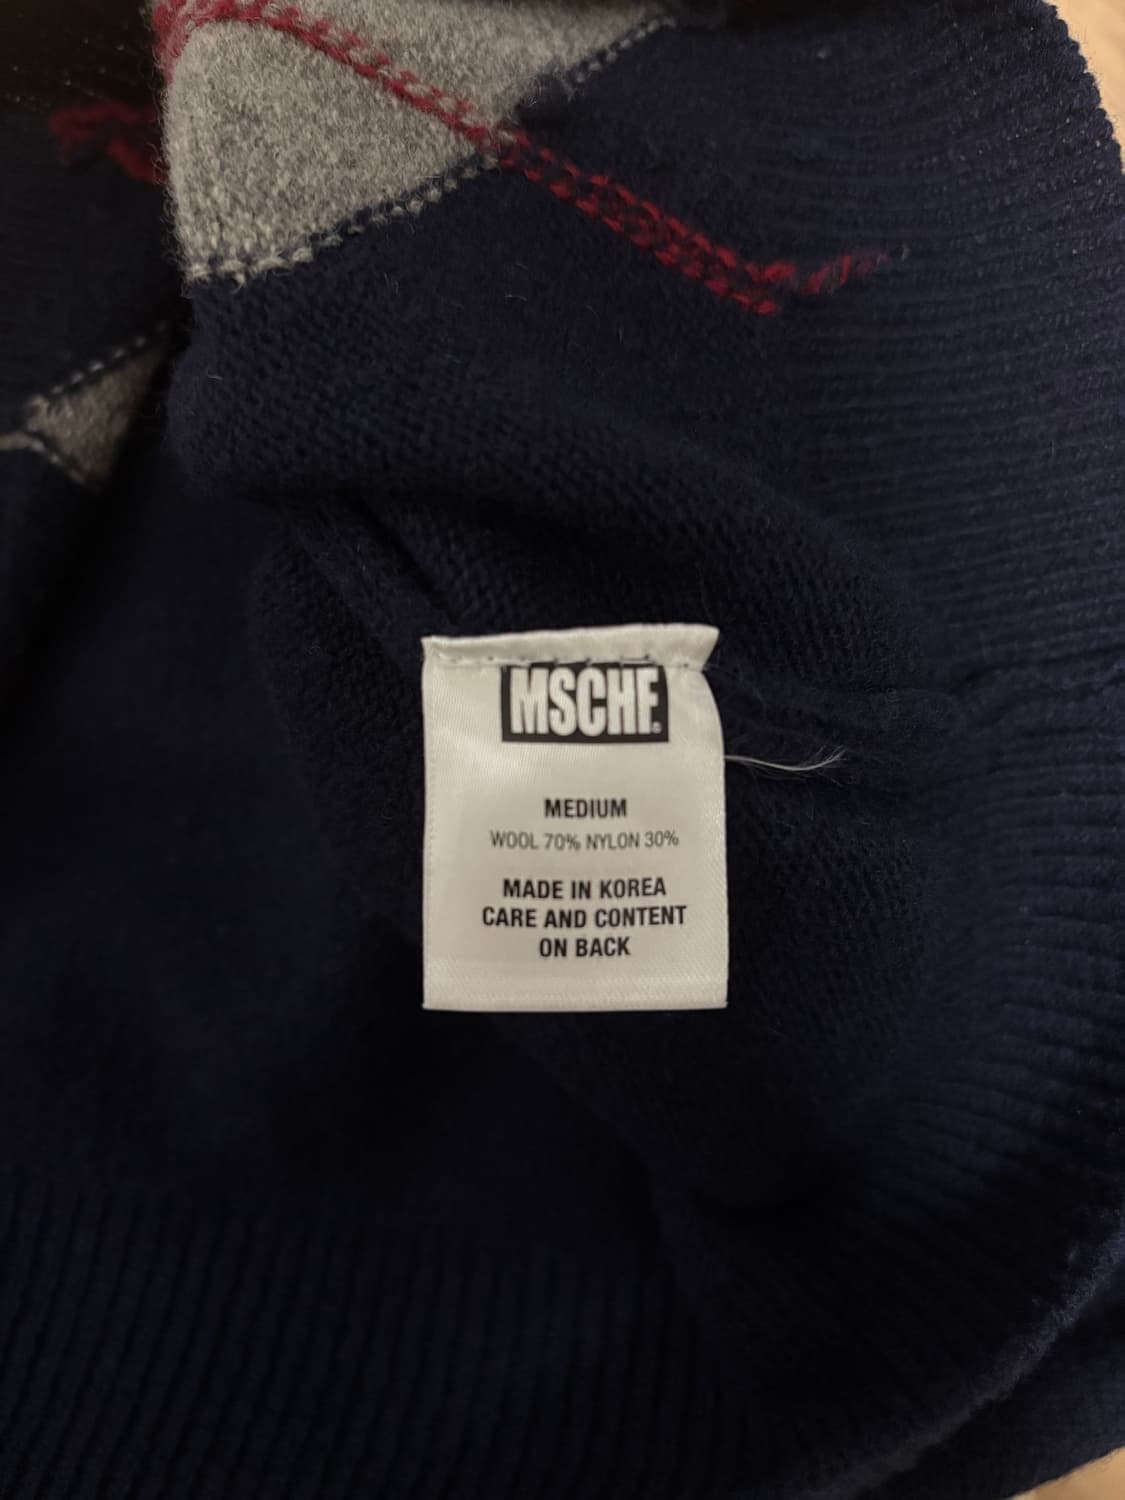 MSCHF
MEDIUM
WOOL 70% NYLON 30%
MADE IN KOREA
CARE AND CONTENT
ON BACK